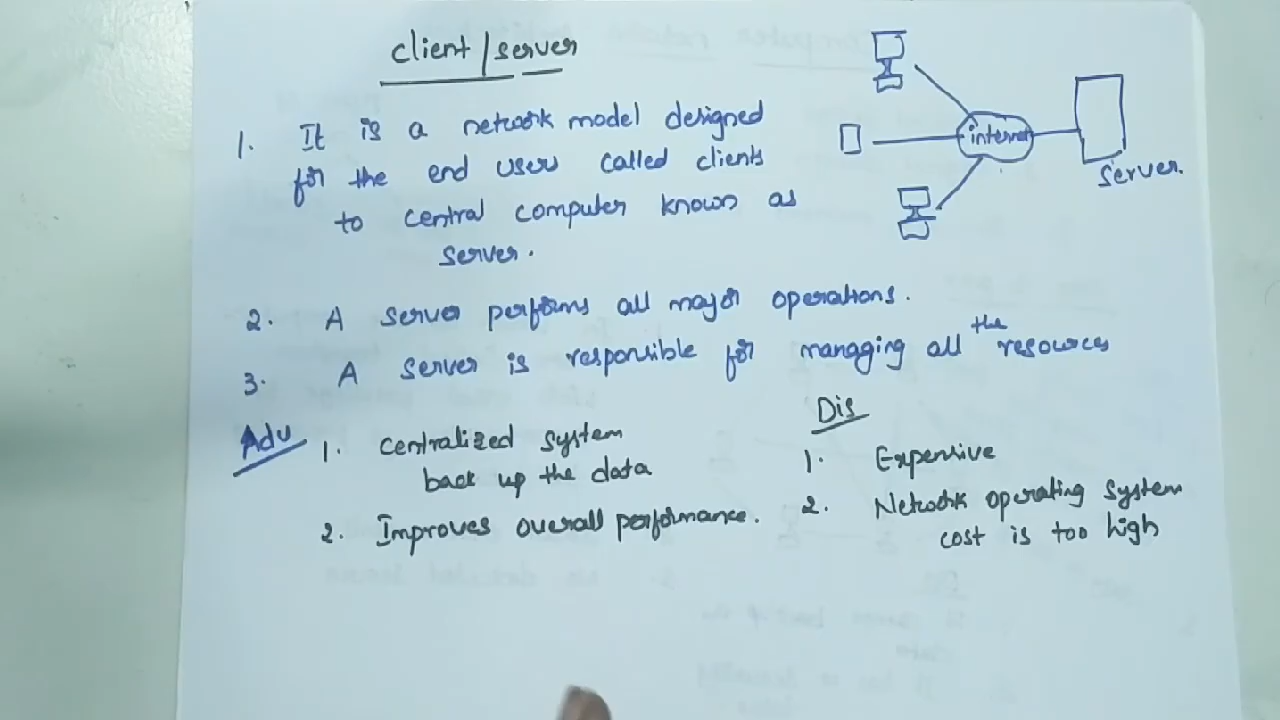 client/server
1. It is a network model designed
for the end user called clients
to central computer known as
server.
internet
server.
2. A server performs all major operations.
3. A server is responsible for managing all the resources
Adv
1. centralized system
back up the data
2. Improves overall performance.
Dis
1. Expensive
2. Network operating system
cost is too high